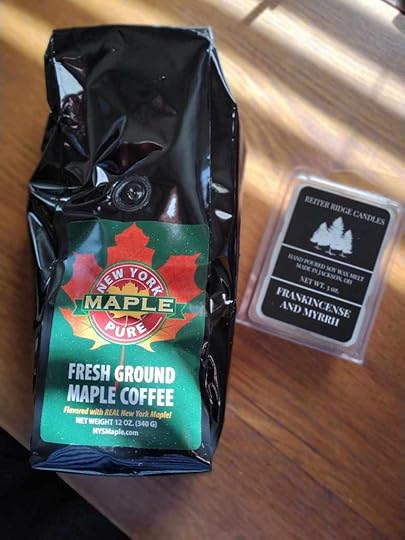 NEW YORK
MAPLE
PURE
FRESH GROUND
MAPLE COFFEE
Flavored with REAL New York Maple!
NET WEIGHT 12 OZ. (340 G)
NYSMaple.com
REITER RIDGE CANDLES
HAND POURED SOY WAX MELT
MADE IN JACKSON, OH
NET WT. 3 OZ.
FRANKINCENSE
AND MYRRH